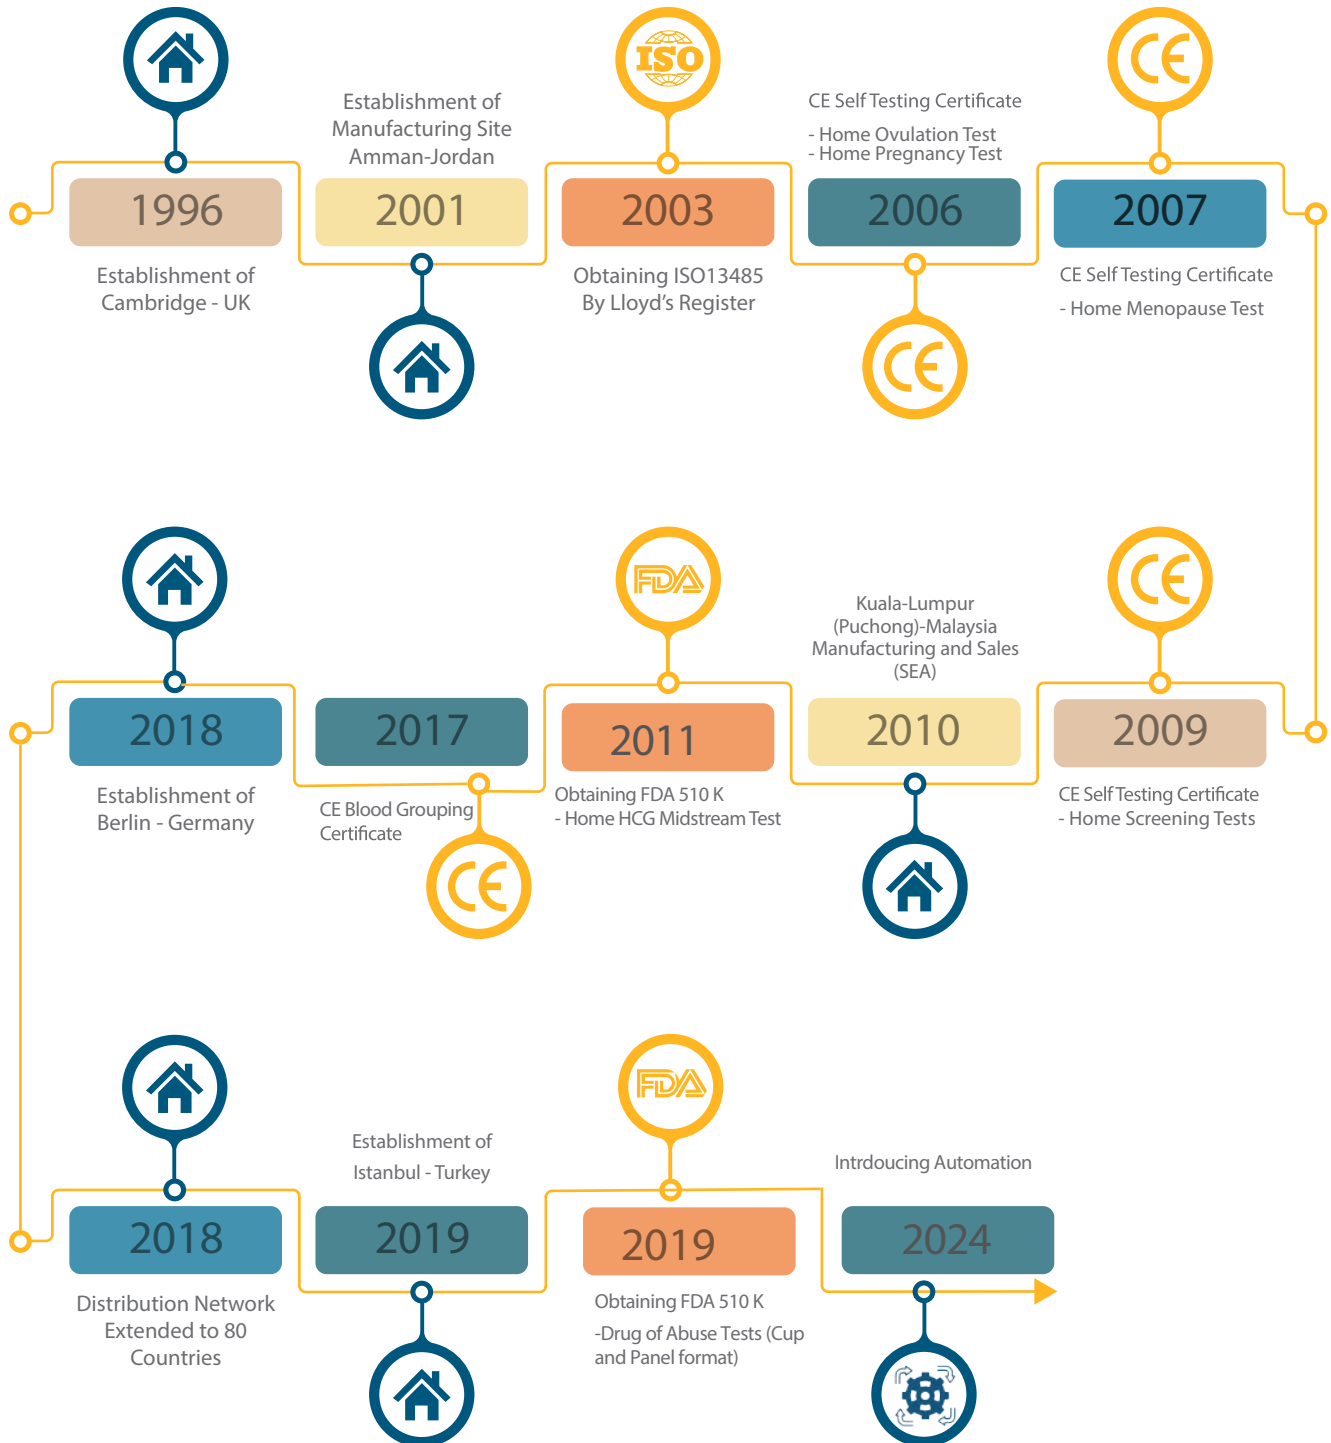 ISO
CE
Establishment of
Manufacturing Site
Amman-Jordan
CE Self Testing Certificate
- Home Ovulation Test
- Home Pregnancy Test
1996
2001
2003
2006
2007
Establishment of
Cambridge - UK
Obtaining ISO13485
By Lloyd's Register
CE
CE Self Testing Certificate
- Home Menopause Test
FDA
CE
Kuala-Lumpur
(Puchong)-Malaysia
Manufacturing and Sales
(SEA)
2018
2017
2011
2010
2009
Establishment of
Berlin - Germany
CE Blood Grouping
Certificate
CE
Obtaining FDA 510 K
- Home HCG Midstream Test
CE Self Testing Certificate
- Home Screening Tests
FDA
Establishment of
Istanbul - Turkey
Intrdoucing Automation
2018
2019
2019
2024
Distribution Network
Extended to 80
Countries
Obtaining FDA 510 K
-Drug of Abuse Tests (Cup
and Panel format)